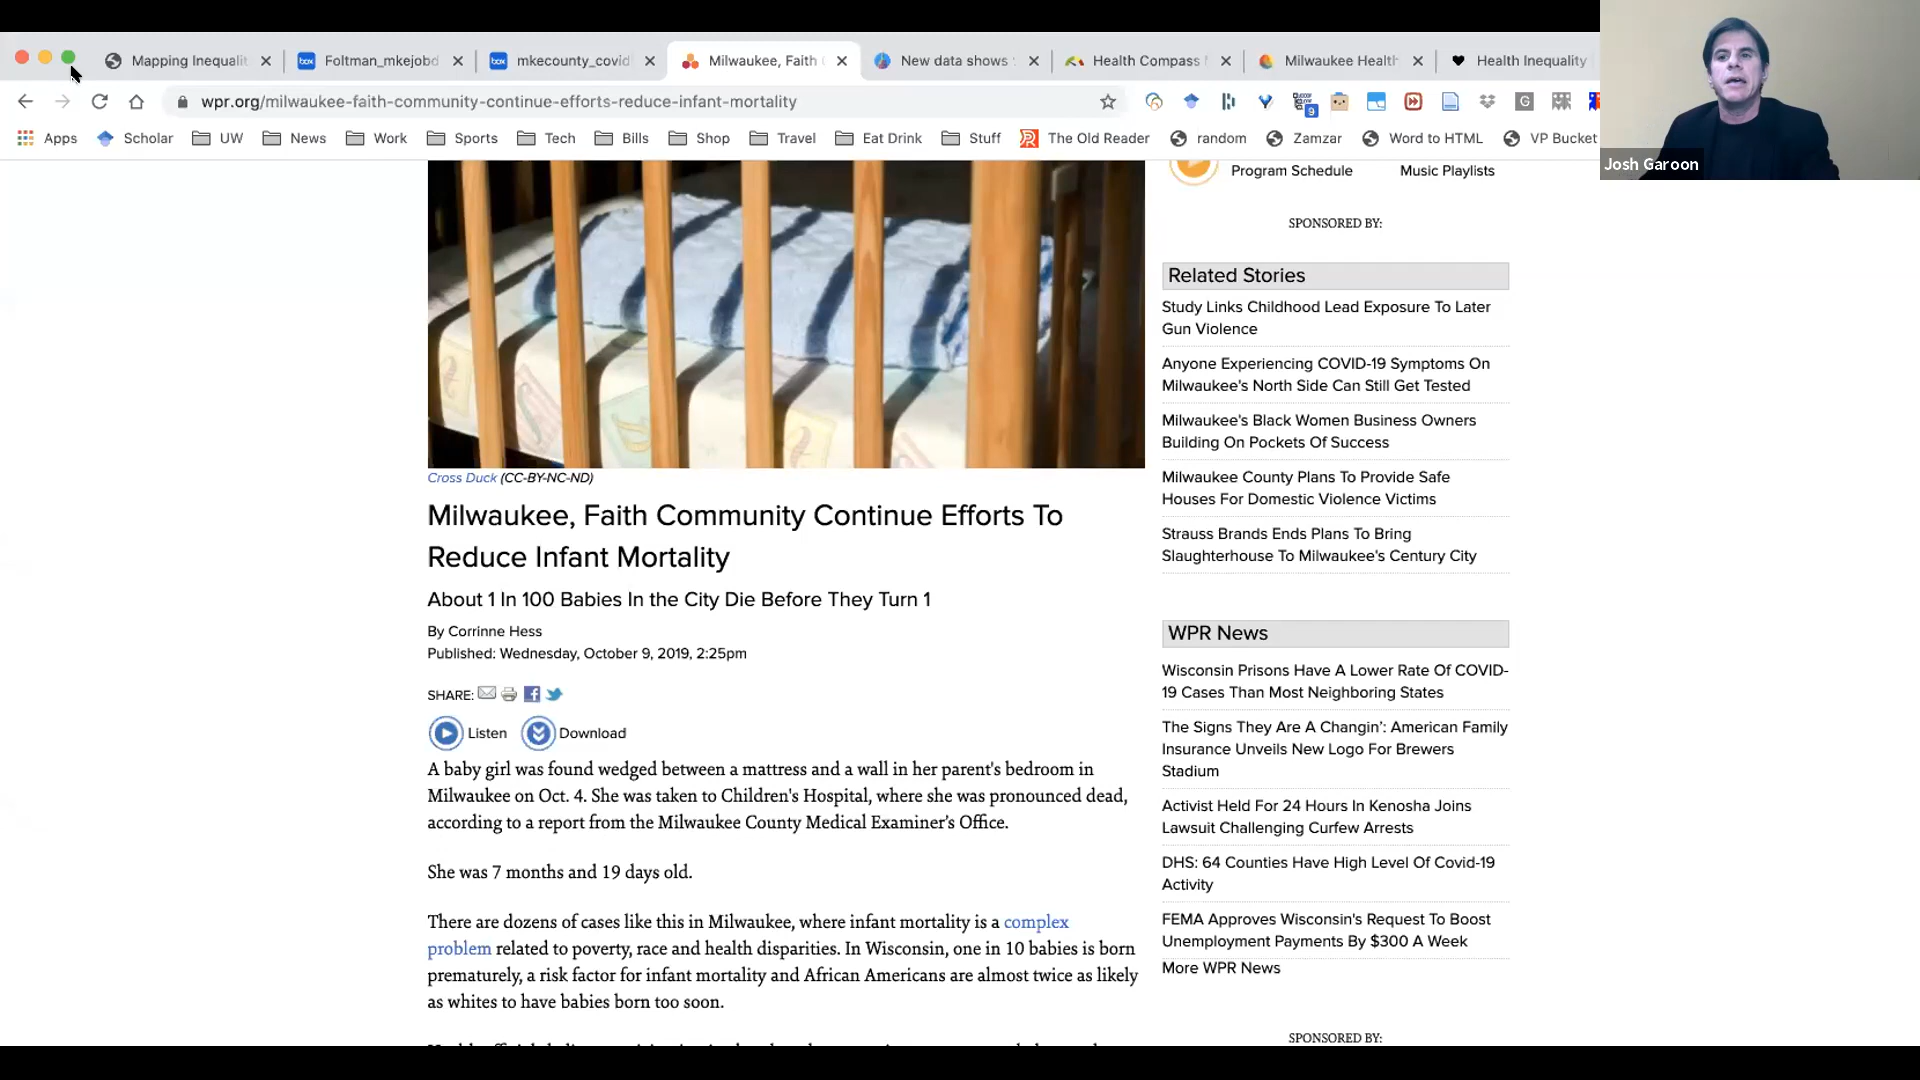 Mapping Inequali
Foltman_mkejobd
mkecounty_covid
Milwaukee, Faith
New data shows
Health Compass
Milwaukee Health
Health Inequality
wpr.org/milwaukee-faith-community-continue-efforts-reduce-infant-mortality
9
G
Apps
Scholar
UW
News
Work
Sports
Tech
Bills
Shop
Travel
Eat Drink
Stuff
The Old Reader
random
Zamzar
Word to HTML
VP Bucket
Josh Garoon
Program Schedule
Music Playlists
SPONSORED BY:
Related Stories
Study Links Childhood Lead Exposure To Later
Gun Violence
Anyone Experiencing COVID-19 Symptoms On
Milwaukee's North Side Can Still Get Tested
Milwaukee's Black Women Business Owners
Building On Pockets Of Success
Milwaukee County Plans To Provide Safe
Houses For Domestic Violence Victims
Strauss Brands Ends Plans To Bring
Slaughterhouse To Milwaukee's Century City
Cross Duck (CC-BY-NC-ND)
Milwaukee, Faith Community Continue Efforts To
Reduce Infant Mortality
About 1 In 100 Babies In the City Die Before They Turn 1
By Corrinne Hess
Published: Wednesday, October 9, 2019, 2:25pm
SHARE:
Listen
Download
A baby girl was found wedged between a mattress and a wall in her parent's bedroom in
Milwaukee on Oct. 4. She was taken to Children's Hospital, where she was pronounced dead,
according to a report from the Milwaukee County Medical Examiner's Office.
She was 7 months and 19 days old.
There are dozens of cases like this in Milwaukee, where infant mortality is a complex
problem related to poverty, race and health disparities. In Wisconsin, one in 10 babies is born
prematurely, a risk factor for infant mortality and African Americans are almost twice as likely
as whites to have babies born too soon.
WPR News
Wisconsin Prisons Have A Lower Rate Of COVID-
19 Cases Than Most Neighboring States
The Signs They Are A Changin': American Family
Insurance Unveils New Logo For Brewers
Stadium
Activist Held For 24 Hours In Kenosha Joins
Lawsuit Challenging Curfew Arrests
DHS: 64 Counties Have High Level Of Covid-19
Activity
FEMA Approves Wisconsin's Request To Boost
Unemployment Payments By $300 A Week
More WPR News
SPONSORED BY: